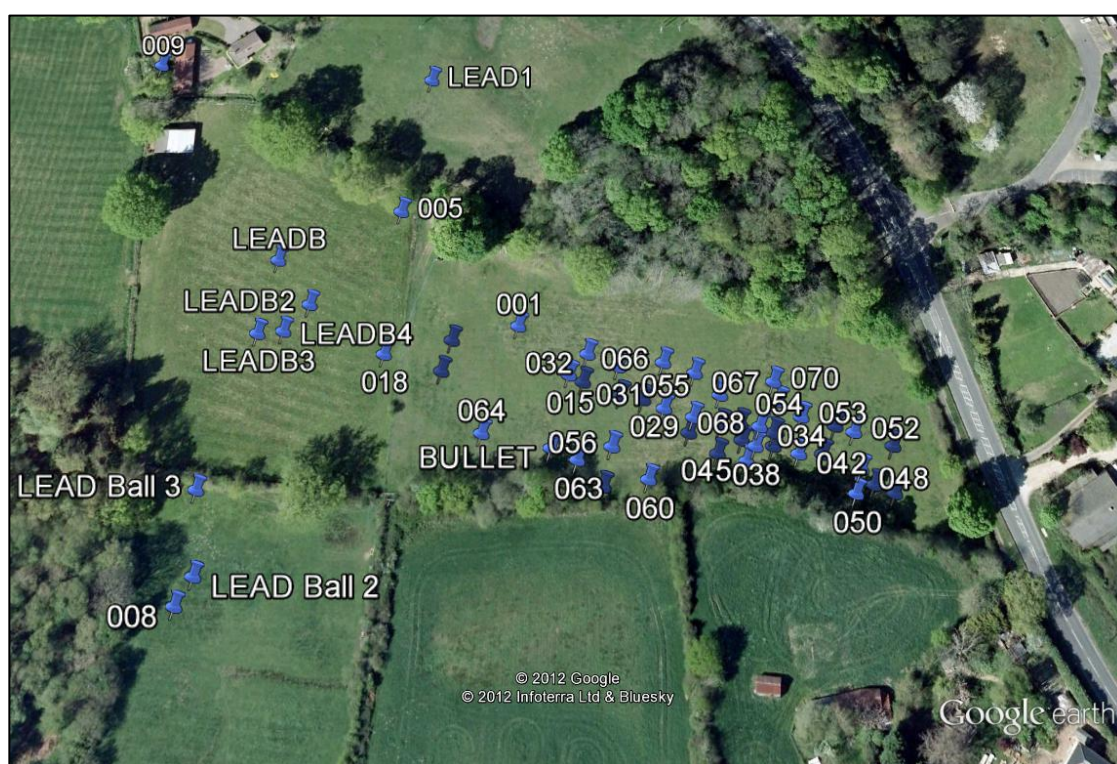 009
LEAD1
005
LEADB
LEADB2
LEADB4
LEADB3
001
018
032
066
015
031
055
067
070
054
053
064
029
068
034
052
BULLET
056
045
038
042
048
063
060
050
LEAD Ball 3
LEAD Ball 2
008
© 2012 Google
© 2012 Infoterra Ltd & Bluesky
Google earth